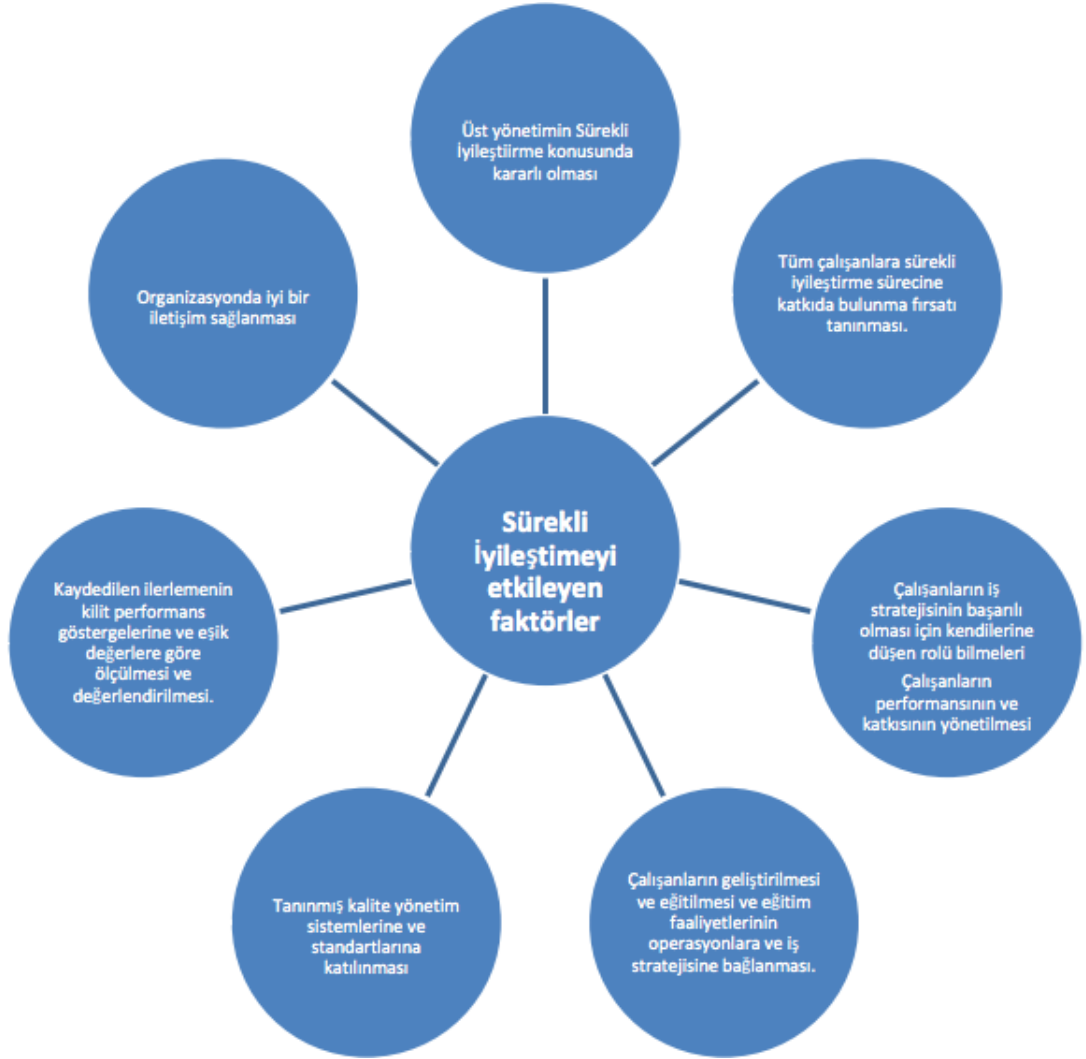 Üst yönetimin Sürekli
İyileştiirme konusunda
kararlı olması
Tüm çalışanlara sürekli
iyileştirme sürecine
katkıda bulunma fırsatı
tanınması.
Çalışanların iş
stratejisinin başarılı
olması için kendilerine
düşen rolü bilmeleri
Çalışanların
performansının ve
katkısının yönetilmesi
Çalışanların geliştirilmesi
ve eğitilmesi ve eğitim
faaliyetlerinin
operasyonlara ve iş
stratejisine bağlanması.
Tanınmış kalite yönetim
sistemlerine ve
standartlarına
katılınması
Kaydedilen ilerlemenin
kilit performans
göstergelerine ve eşik
değerlere göre
ölçülmesi ve
değerlendirilmesi.
Organizasyonda iyi bir
iletişim sağlanması
Sürekli
İyileştimeyi
etkileyen
faktörler